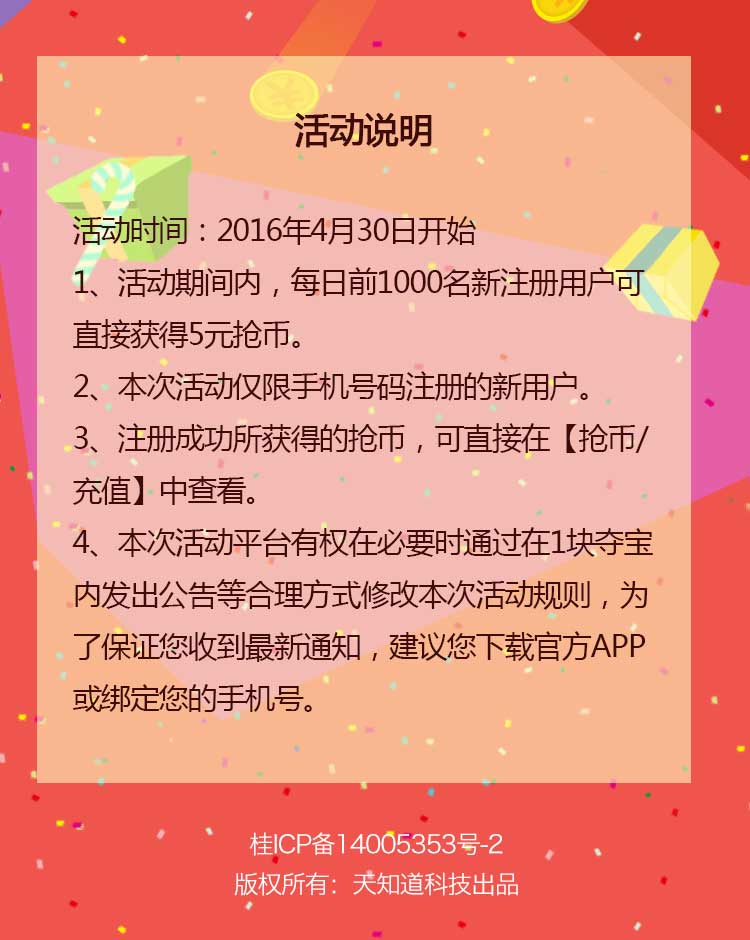 活动说明
活动时间：2016年4月30日开始
1、活动期间内，每日前1000名新注册用户可
直接获得5元抢币。
2、本次活动仅限手机号码注册的新用户。
3、注册成功所获得的抢币，可直接在【抢币/
充值】中查看。
4、本次活动平台有权在必要时通过在1块夺宝
内发出公告等合理方式修改本次活动规则，为
了保证您收到最新通知，建议您下载官方APP
或绑定您的手机号。
桂ICP备14005353号-2
版权所有：天知道科技出品